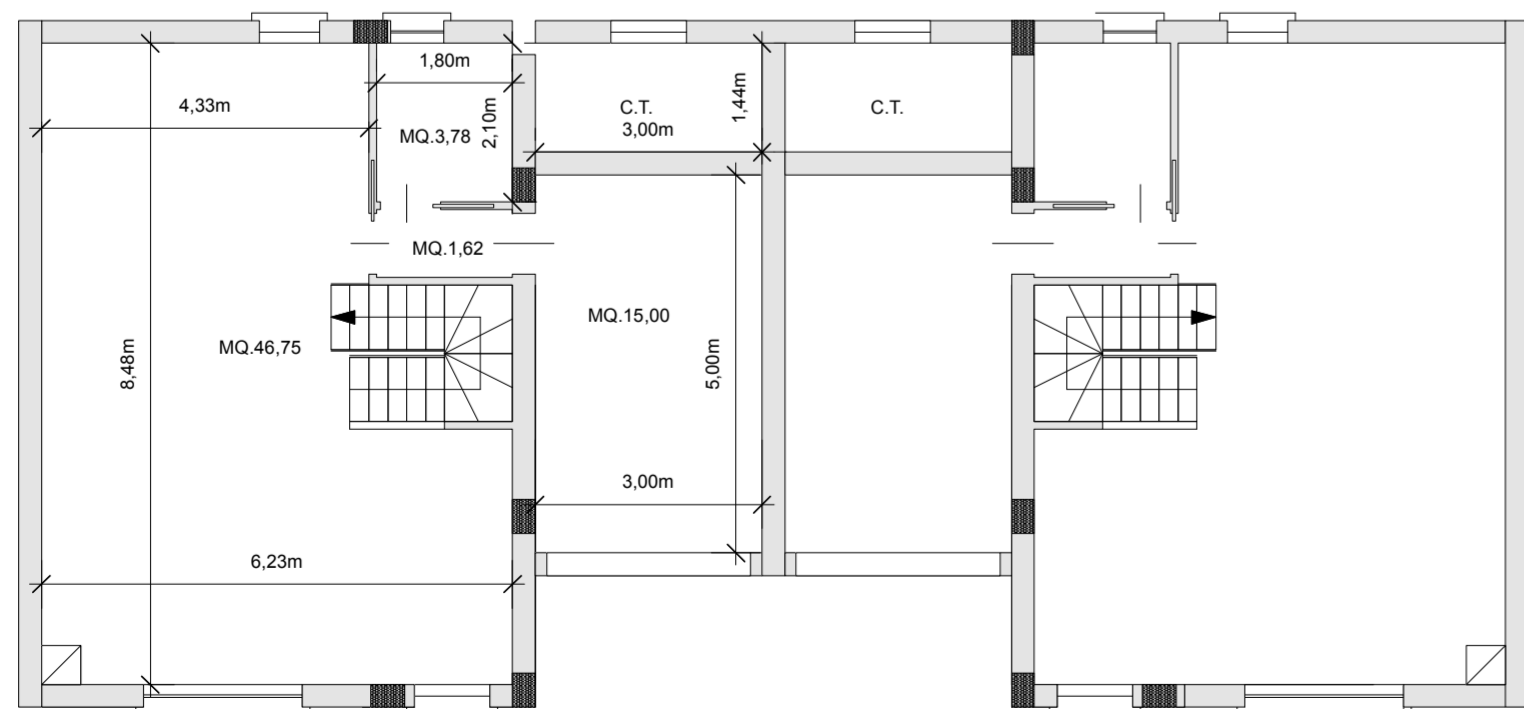 1,80m
4,33m
C.T.
3,00m
1,44m
C.T.
MQ.3,78
2,10m
MQ.1,62
MQ.15,00
MQ.46,75
8,48m
5,00m
3,00m
6,23m